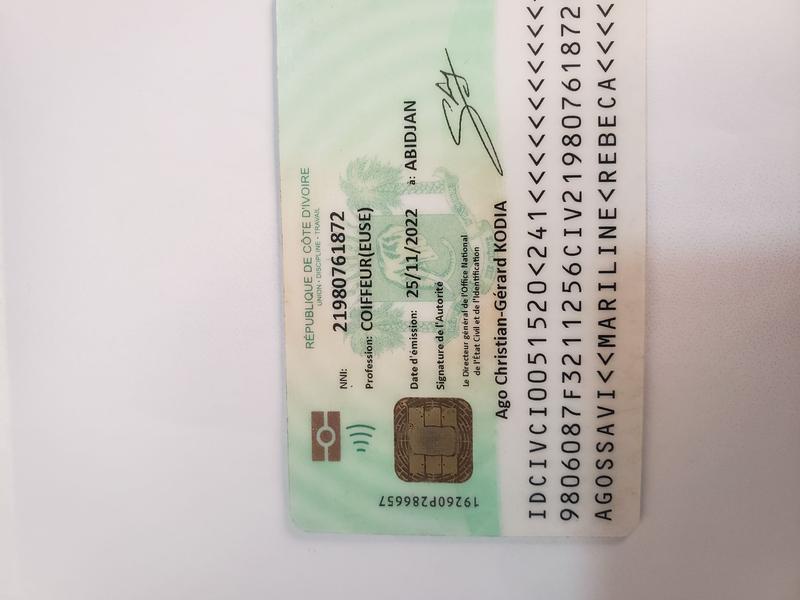 RÉPUBLIQUE DE CÔTE D'IVOIRE
UNION - DISCIPLINE - TRAVAIL
NNI: 21980761872
Profession: COIFFEUR(EUSE)
Date d'émission: 25/11/2022 à: ABIDJAN
Signature de l'Autorité
Le Directeur général de l'Office National
de l'État Civil et de l'Identification
Ago Christian-Gérard KODIA
19260P286657
IDCIVCI0051520<241<<<<<<<<<<<
9806087F3211256CIV21980761872
AGOSSAVI<<MARILINE<REBECA<<<<